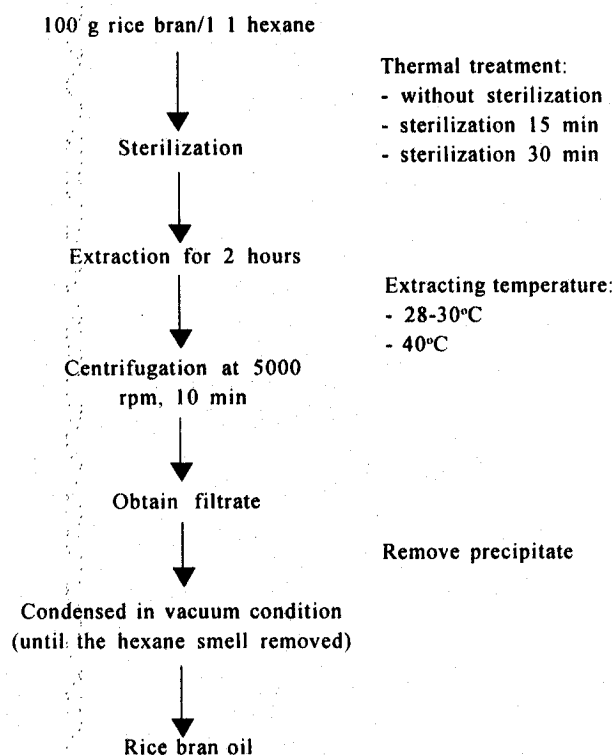 100 g rice bran/1 1 hexane
Thermal treatment:
- without sterilization
- sterilization 15 min
- sterilization 30 min
Sterilization
Extraction for 2 hours
Extracting temperature:
- 28-30°C
- 40°C
Centrifugation at 5000
rpm, 10 min
Obtain filtrate
Remove precipitate
Condensed in vacuum condition
(until the hexane smell removed)
Rice bran oil